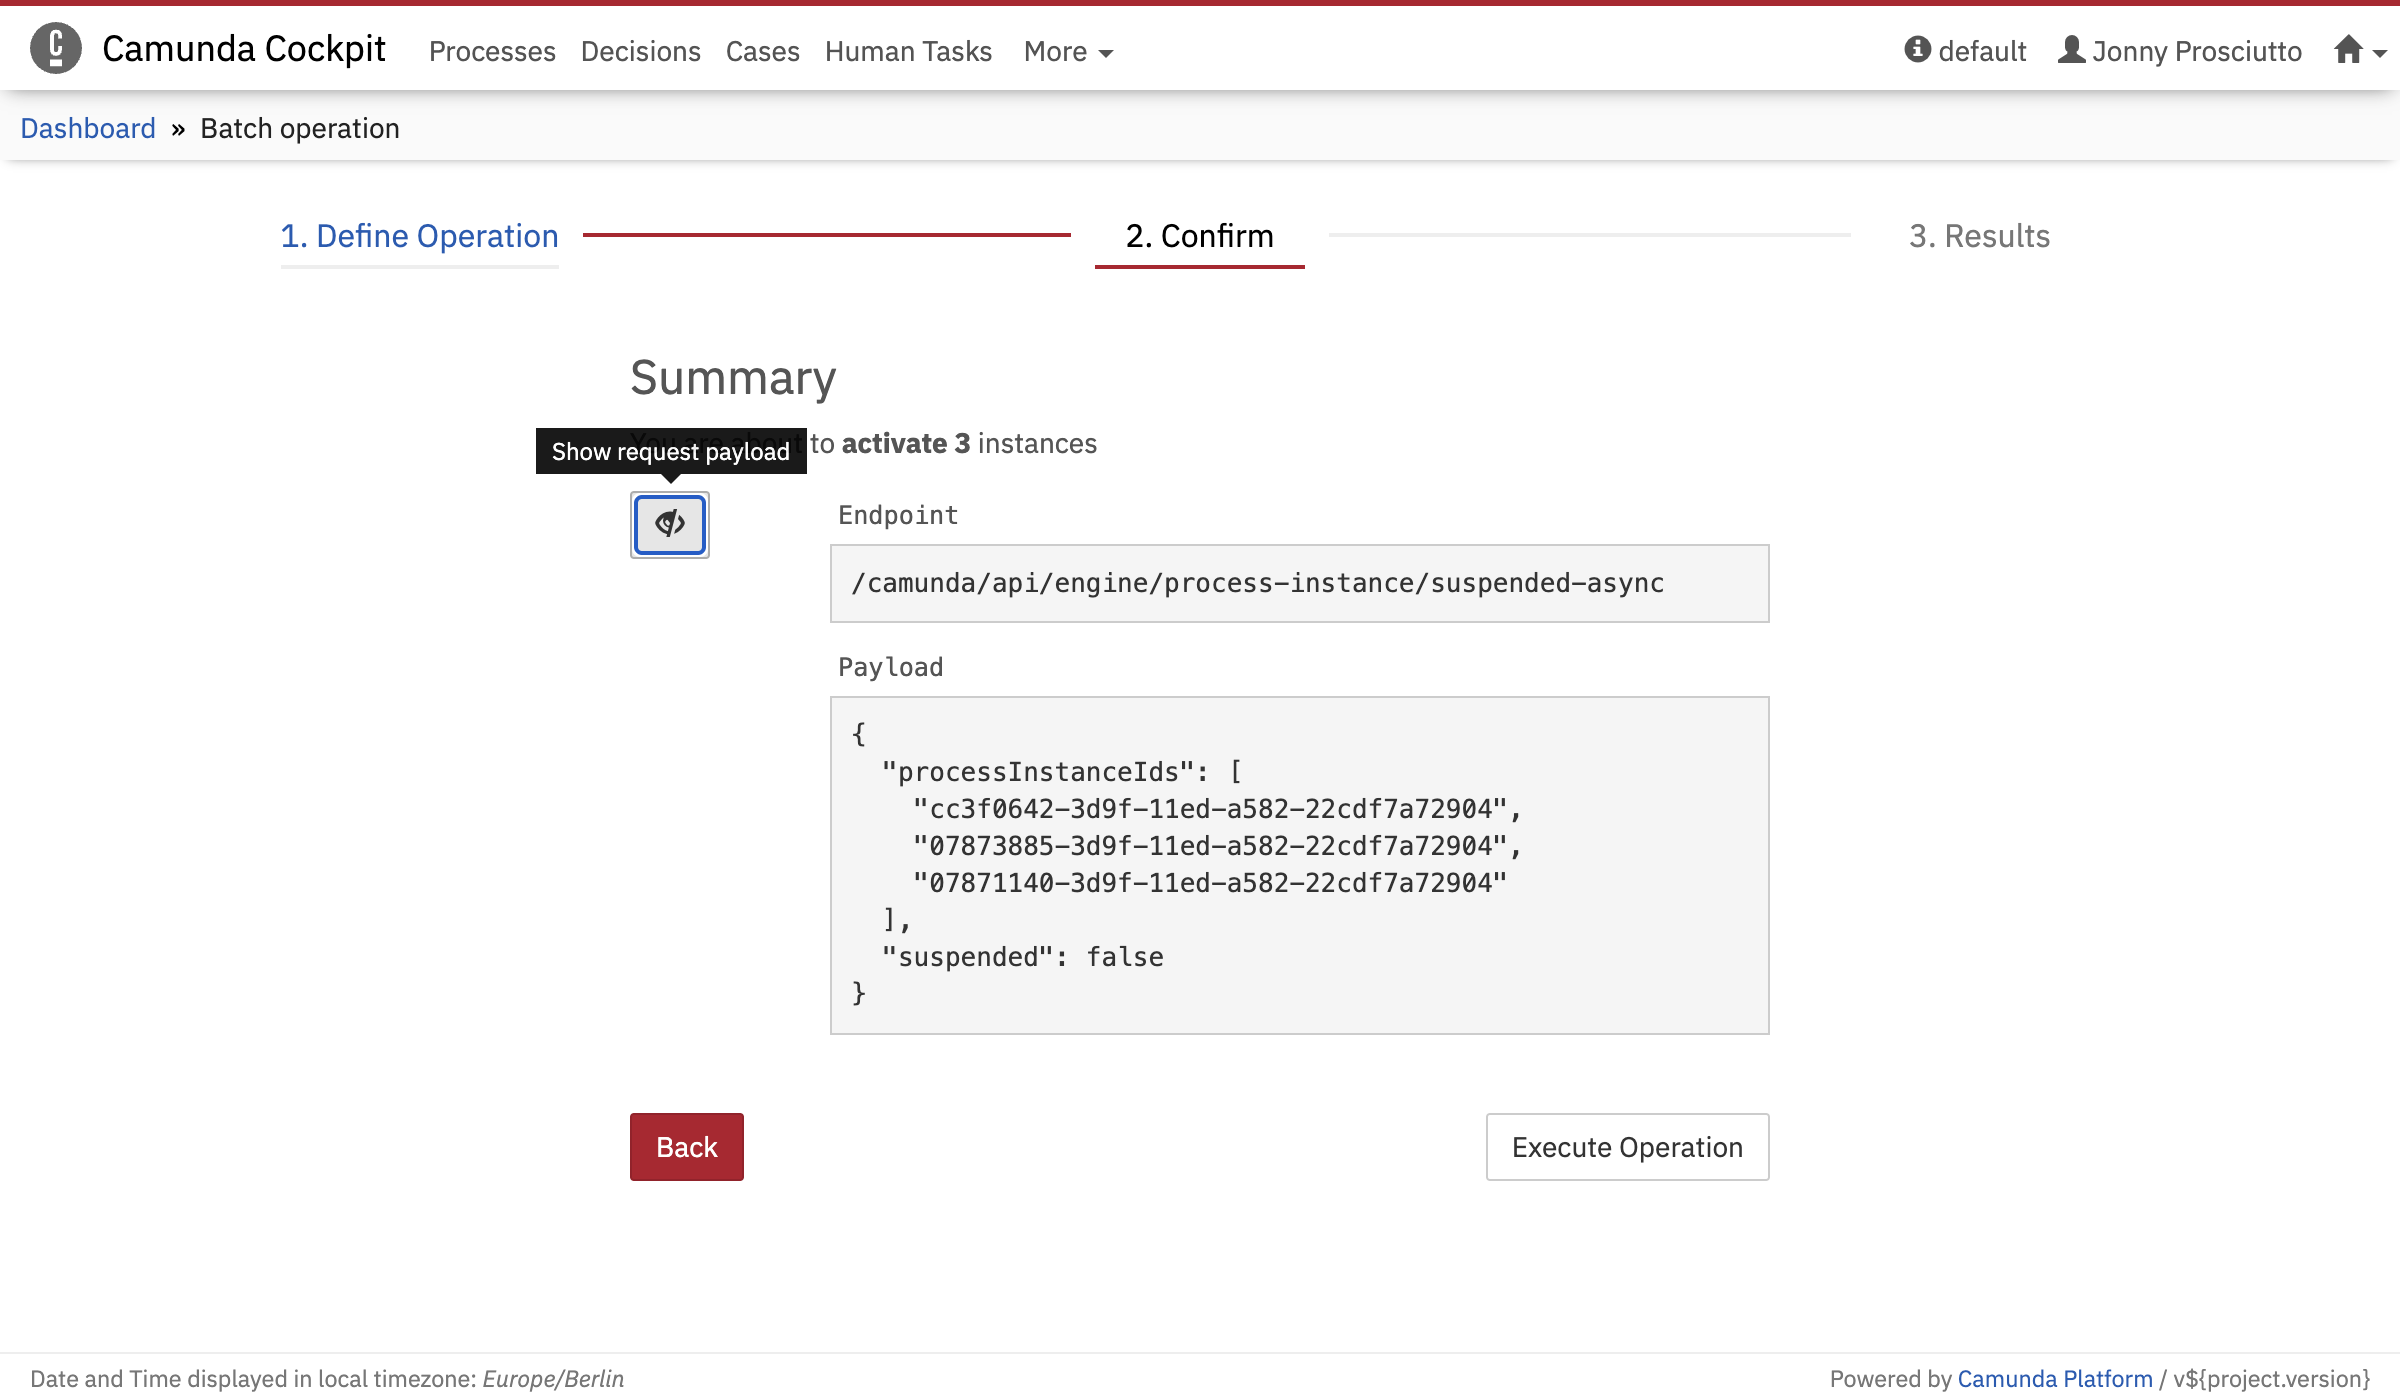 Camunda Cockpit Processes Decisions Cases Human Tasks More default Jonny Prosciutto
Dashboard » Batch operation
1. Define Operation 2. Confirm 3. Results
Summary
You are about to activate 3 instances
Show request payload
Endpoint
/camunda/api/engine/process-instance/suspended-async
Payload
{
"processInstanceIds": [
"cc3f0642-3d9f-11ed-a582-22cdf7a72904",
"07873885-3d9f-11ed-a582-22cdf7a72904",
"07871140-3d9f-11ed-a582-22cdf7a72904"
],
"suspended": false
}
Back Execute Operation
Date and Time displayed in local timezone: Europe/Berlin Powered by Camunda Platform / v${project.version}